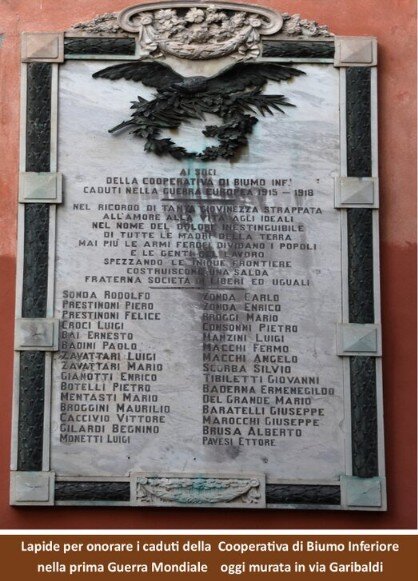 AI SOCI
DELLA COOPERATIVA DI BIUMO INF.
CADUTI NELLA GUERRA EUROPEA 1915 - 1918
NEL RICORDO DI TANTA GIOVINEZZA STRAPPATA
ALL'AMORE ALLA VITA AGLI IDEALI
NEL NOME DEL DOLORE INESTINGUIBILE
DI TUTTE LE MADRI DELLA TERRA
MAI PIU LE ARMI FEROCI DIVIDANO I POPOLI
E LE GENTI DEL LAVORO
SPEZZANDO LE INIQUE FRONTIERE
COSTRUISCONO UNA SALDA
FRATERNA SOCIETÀ DI LIBERI ED UGUALI
SONDA RODOLFO
PRESTINONI PIERO
PRESTINONI FELICE
CROCI LUIGI
BAI ERNESTO
BADINI PAOLO
ZAVATTARI LUIGI
ZAVATTARI MARIO
GIANOTTI ENRICO
BOTELLI PIETRO
MENTASTI MARIO
BROGGINI MAURILIO
CACCIVIO VITTORE
GILARDI BEGNINO
MONETTI LUIGI
ZONDA CARLO
ZONDA ENRICO
BROGGI MARIO
CONSONNI PIETRO
MANZINI LUIGI
MACCHI FERMO
MACCHI ANGELO
SGORBA SILVIO
TIBILETTI GIOVANNI
BADERNA ERMENEGILDO
DEL GRANDE MARIO
BARATELLI GIUSEPPE
MAROCCHI GIUSEPPE
BRUSA ALBERTO
PAVESI ETTORE
Lapide per onorare i caduti della Cooperativa di Biumo Inferiore
nella prima Guerra Mondiale oggi murata in via Garibaldi